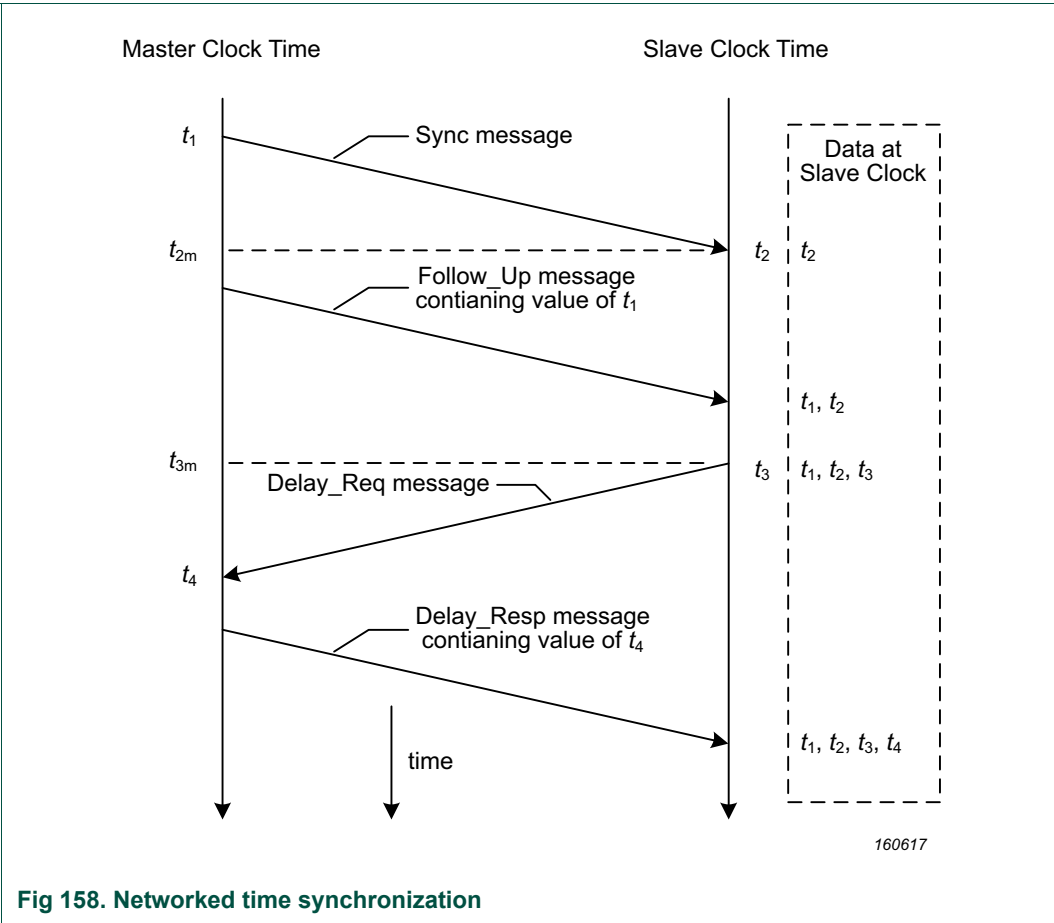 Master Clock Time
Slave Clock Time
t1
Sync message
Data at
Slave Clock
t2m
t2
t2
Follow_Up message
contianing value of t1
t1, t2
t3m
t3
t1, t2, t3
Delay_Req message
t4
Delay_Resp message
contianing value of t4
t1, t2, t3, t4
time
160617
Fig 158. Networked time synchronization